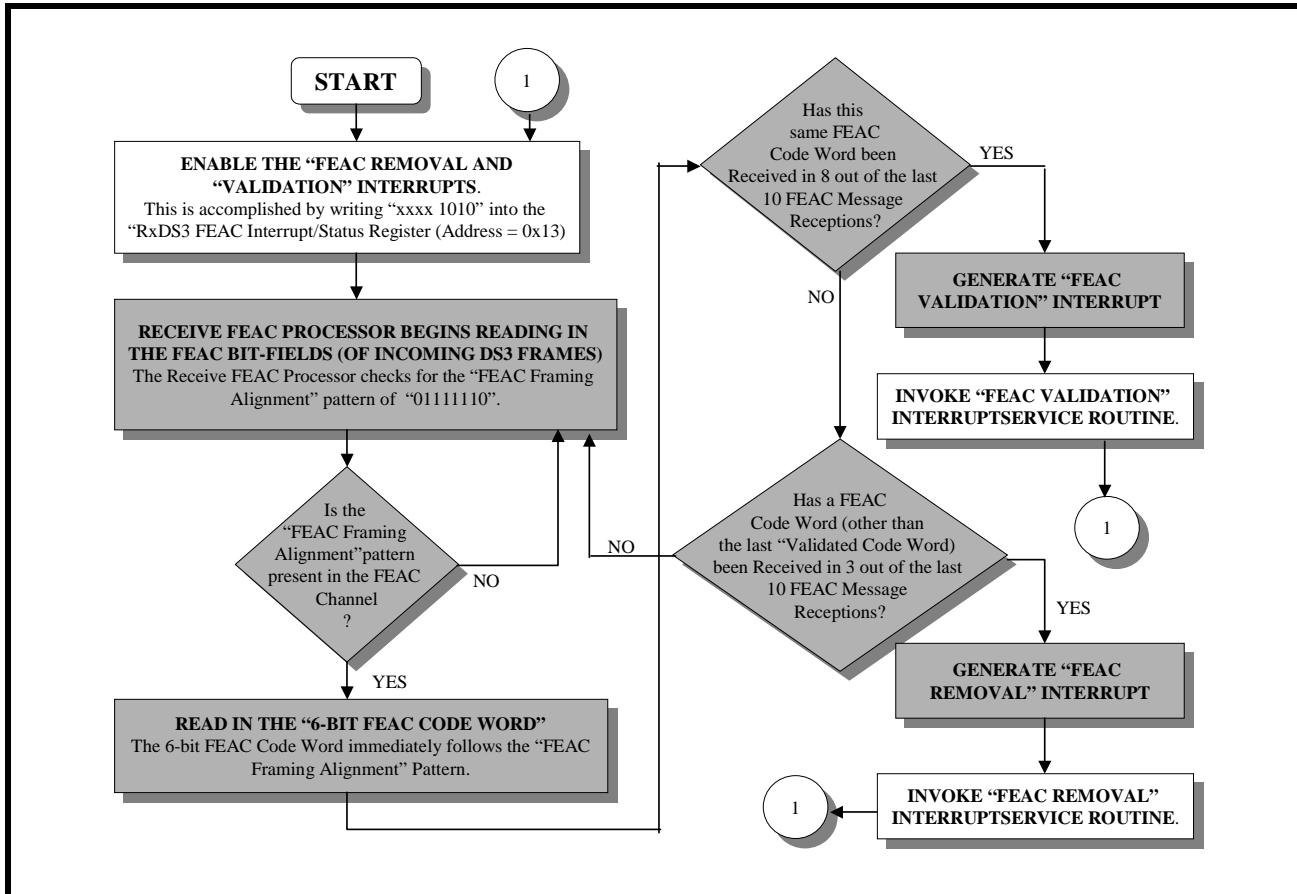 START
1
ENABLE THE “FEAC REMOVAL AND
“VALIDATION” INTERRUPTS.
This is accomplished by writing “xxxx 1010” into the
“RxDS3 FEAC Interrupt/Status Register (Address = 0x13)
RECEIVE FEAC PROCESSOR BEGINS READING IN
THE FEAC BIT-FIELDS (OF INCOMING DS3 FRAMES)
The Receive FEAC Processor checks for the “FEAC Framing
Alignment” pattern of “01111110”.
Is the
“FEAC Framing
Alignment”pattern
present in the FEAC
Channel
?
NO
YES
READ IN THE “6-BIT FEAC CODE WORD”
The 6-bit FEAC Code Word immediately follows the “FEAC
Framing Alignment” Pattern.
Has this
same FEAC
Code Word been
Received in 8 out of the last
10 FEAC Message
Receptions?
YES
NO
GENERATE “FEAC
VALIDATION” INTERRUPT
INVOKE “FEAC VALIDATION”
INTERRUPTSERVICE ROUTINE.
1
Has a FEAC
Code Word (other than
the last “Validated Code Word)
been Received in 3 out of the last
10 FEAC Message
Receptions?
NO
YES
GENERATE “FEAC
REMOVAL” INTERRUPT
INVOKE “FEAC REMOVAL”
INTERRUPTSERVICE ROUTINE.
1